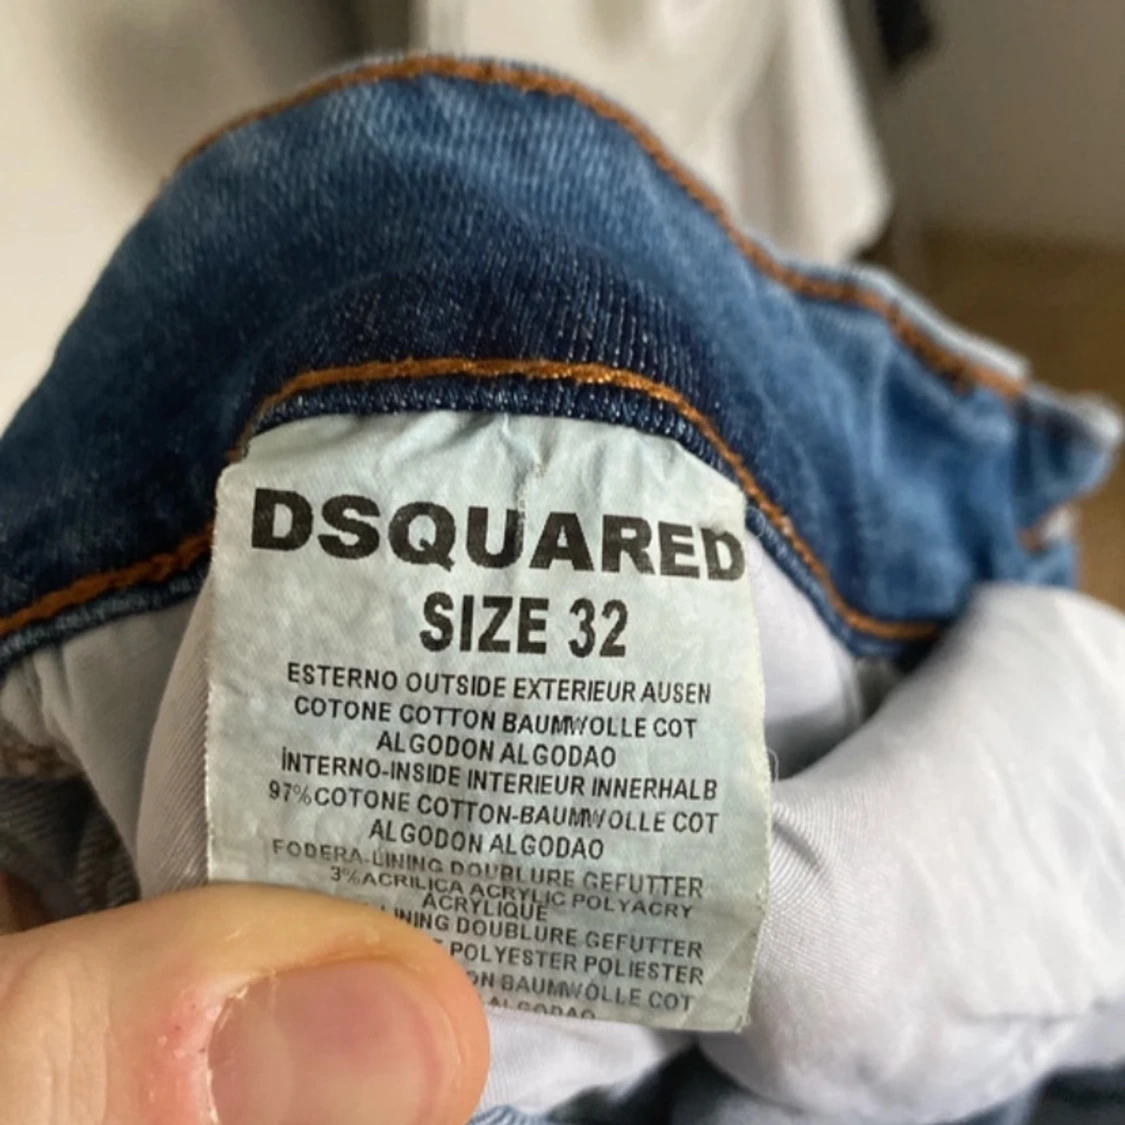 DSQUARED
SIZE 32
ESTERNO OUTSIDE EXTERIEUR AUSEN
COTONE COTTON BAUMWOLLE COT
ALGODON ALGODAO
İNTERNO-INSIDE INTERIEUR INNERHALB
97%COTONE COTTON-BAUMWOLLE COT
ALGODON ALGODAO
FODERA-LINING DOUBLURE GEFUTTER
3%ACRILICA ACRYLIC POLYACRY
ACRYLIQUE
LINING DOUBLURE GEFUTTER
POLYESTER POLIESTER
BAUMWOLLE COT
ALGODAO